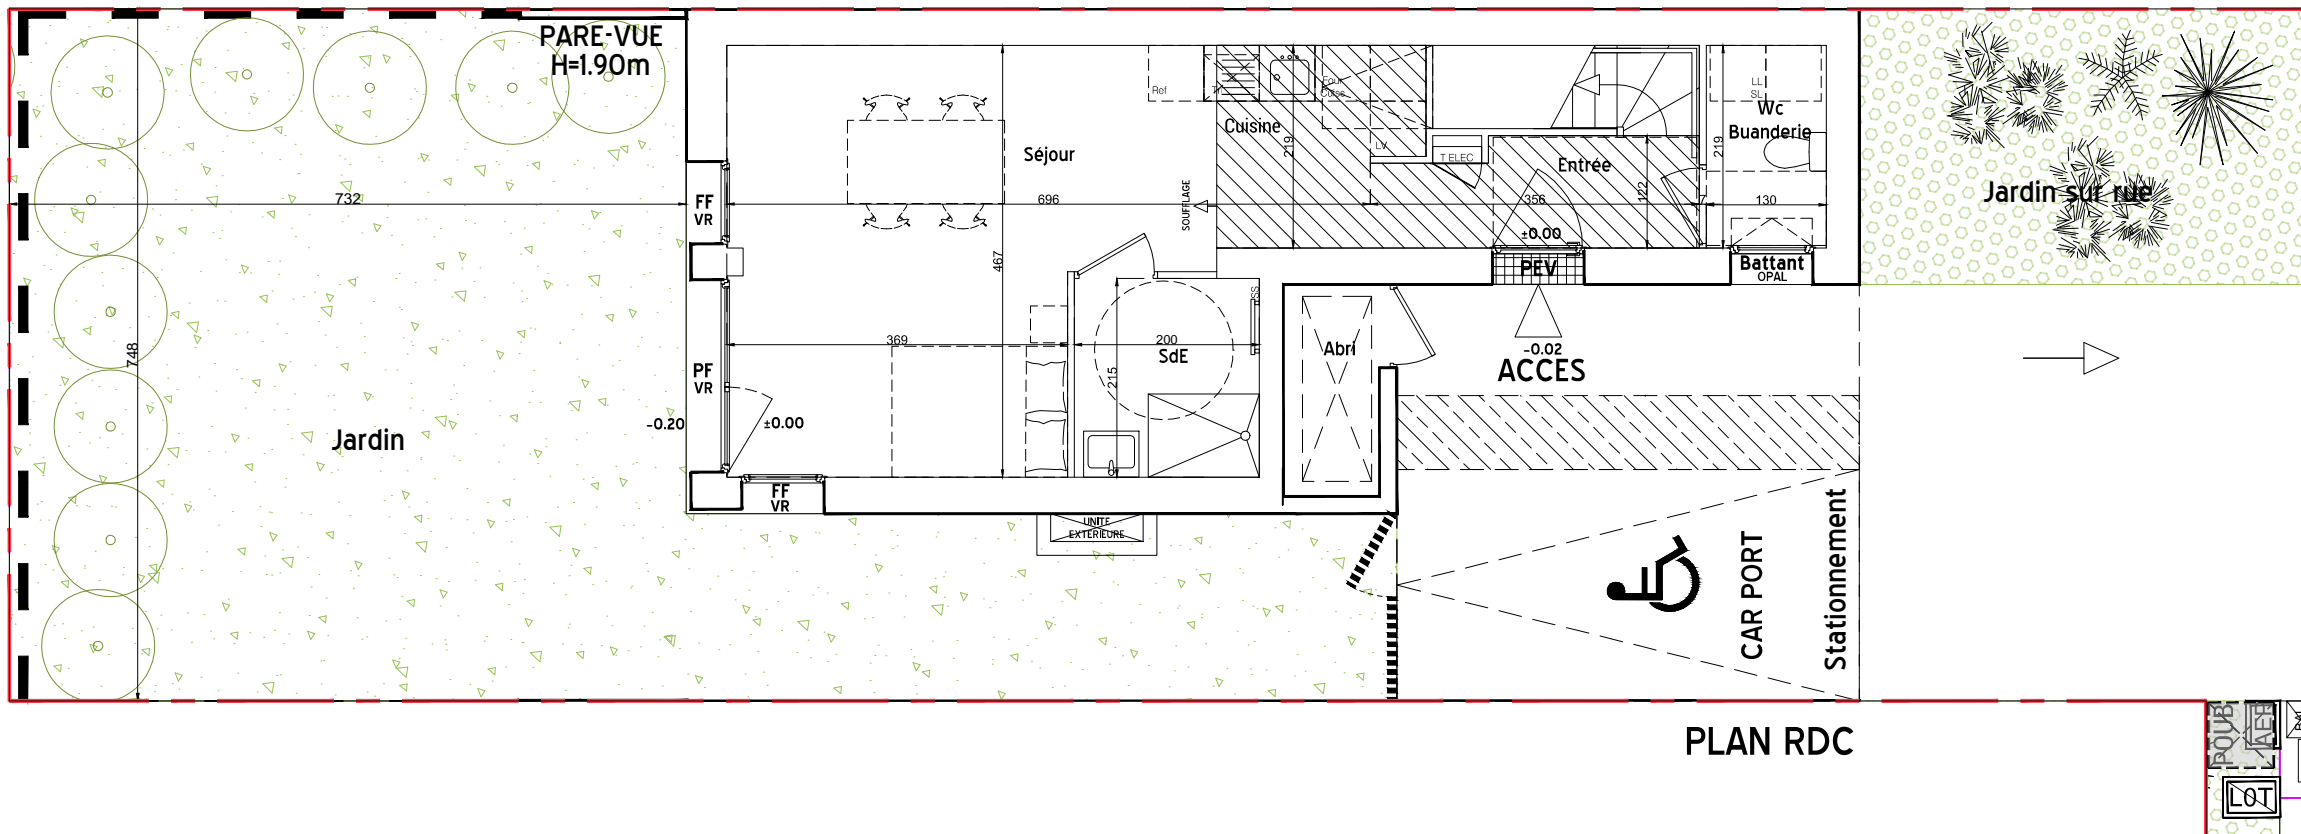 PARE-VUE
H=1.90m
Ref
Tri
Four
Cuisine
LV
T ELEC
Entrée
LL
SL
Wc
Buanderie
Séjour
Jardin sur rue
732
FF
VR
696
SOUFFLAGE
219
356
122
7
219
130
±0.00
PEV
Battant
OPAL
467
SS
748
369
200
SdE
215
Abri
-0.02
ACCES
PF
VR
-0.20
±0.00
Jardin
FF
VR
UNITE
EXTERIEURE
CAR PORT
Stationnement
PLAN RDC
POUB
LOT